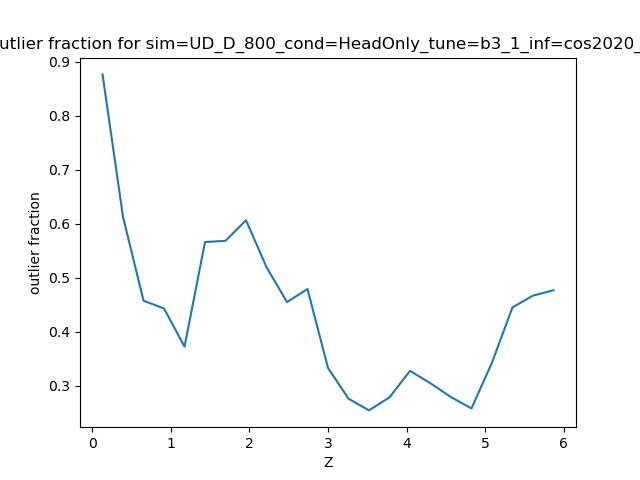 utlier fraction for sim=UD_D_800_cond=HeadOnly_tune=b3_1_inf=cos2020_
0.9
0.8
0.7
0.6
0.5
0.4
0.3
outlier fraction
0 1 2 3 4 5 6
Z